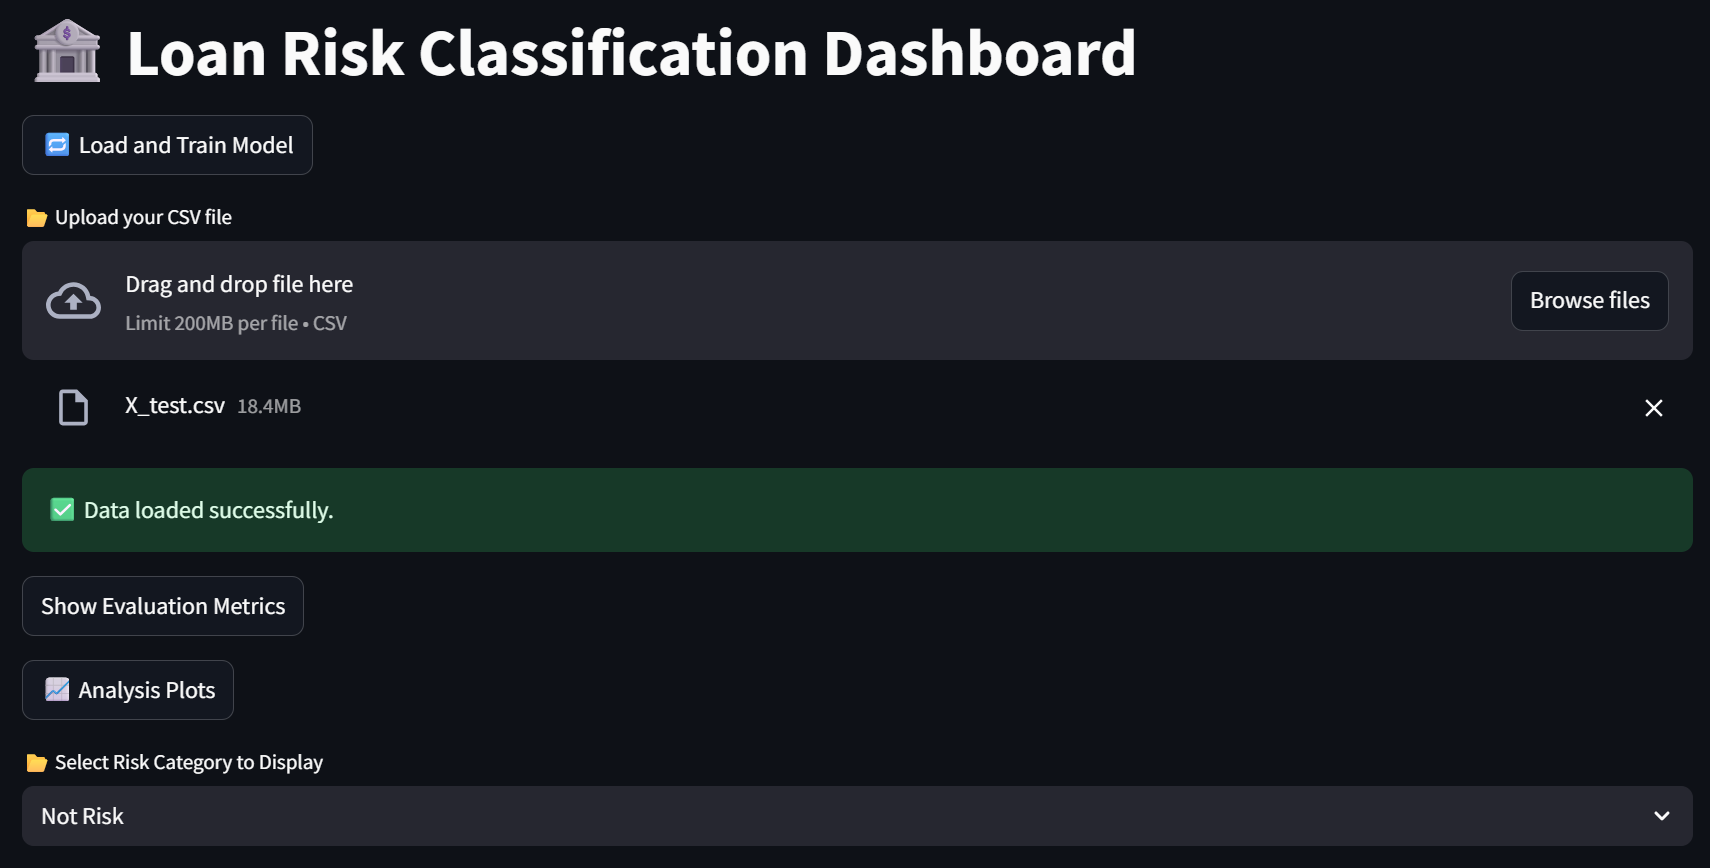 Loan Risk Classification Dashboard
Load and Train Model
Upload your CSV file
Drag and drop file here
Limit 200MB per file • CSV
Browse files
X_test.csv 18.4MB
Data loaded successfully.
Show Evaluation Metrics
Analysis Plots
Select Risk Category to Display
Not Risk